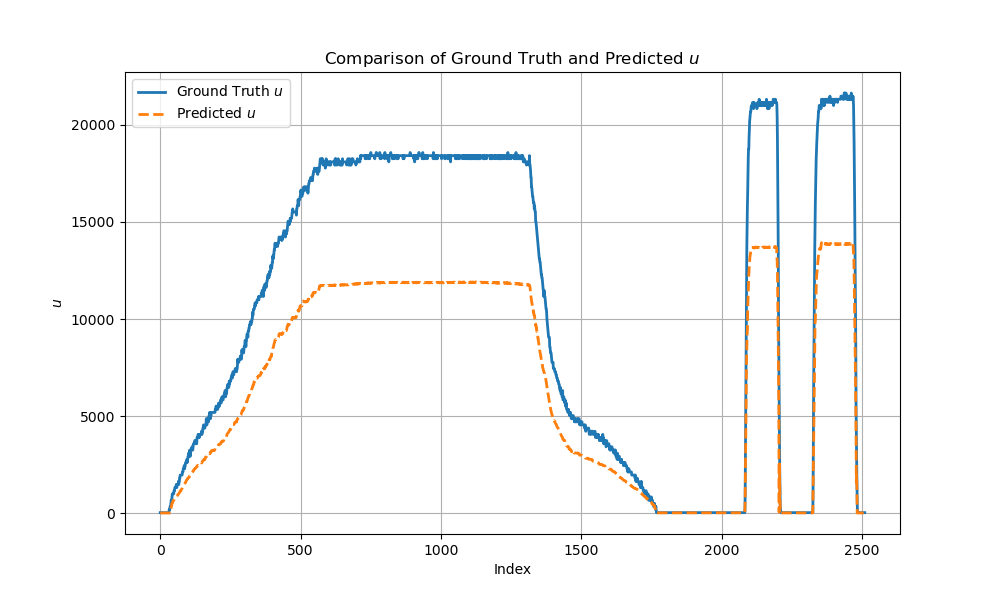 Comparison of Ground Truth and Predicted u
Ground Truth u
Predicted u
20000
15000
10000
5000
0
u
0 500 1000 1500 2000 2500
Index